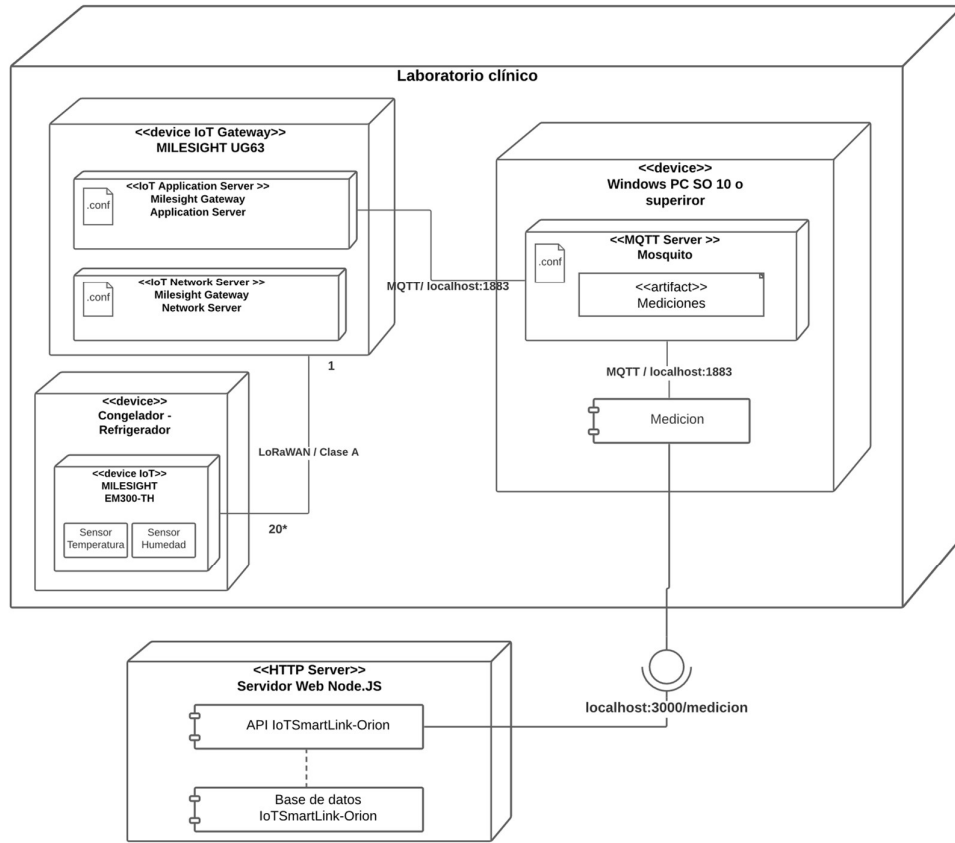 Laboratorio clínico
<<device IoT Gateway>>
MILESIGHT UG63
<<IoT Application Server >>
Milesight Gateway
Application Server
.conf
<<IoT Network Server >>
Milesight Gateway
Network Server
.conf
1
LoRaWAN / Clase A
20*
<<device>>
Congelador -
Refrigerador
<<device IoT>>
MILESIGHT
EM300-TH
Sensor
Temperatura
Sensor
Humedad
MQTT/ localhost:1883
<<device>>
Windows PC SO 10 o
superiror
<<MQTT Server >>
Mosquito
.conf
<<artifact>>
Mediciones
MQTT / localhost:1883
Medicion
localhost:3000/medicion
<<HTTP Server>>
Servidor Web Node.JS
API IoTSmartLink-Orion
Base de datos
IoTSmartLink-Orion